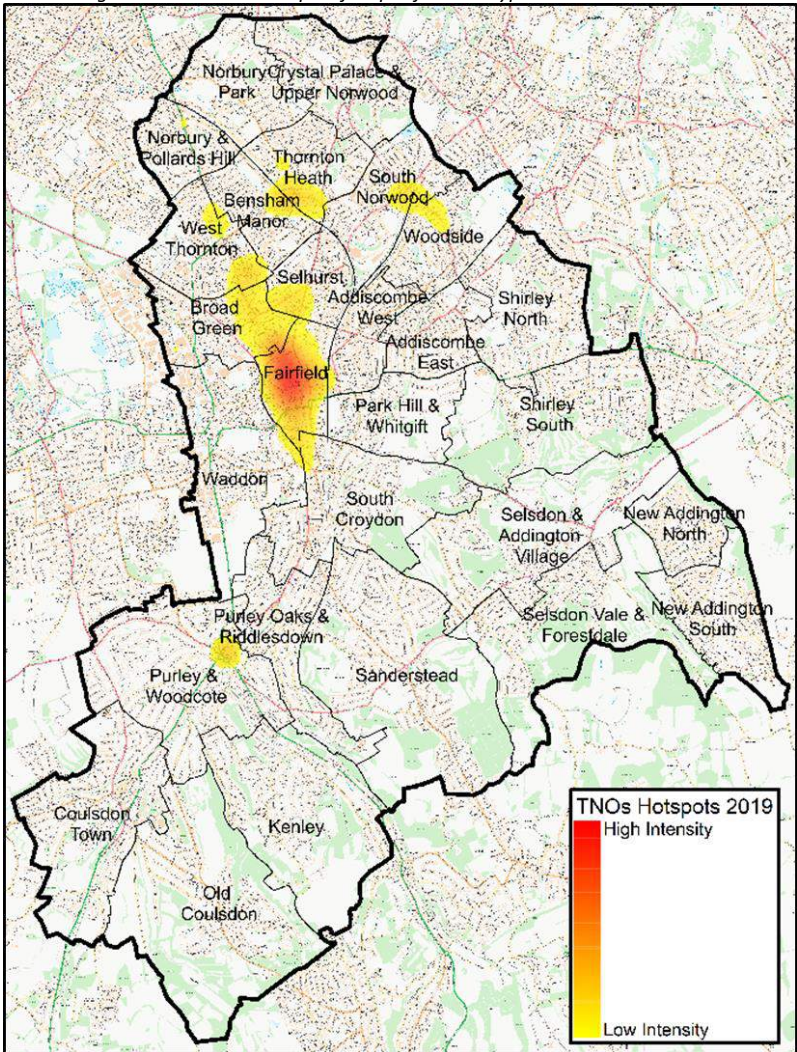 Norbury
Park
Crystal Palace &
Upper Norwood
Norbury &
Pollards Hill
Thornton
Heath
South
Norwood
Bensham
Manor
West
Thornton
Woodside
Selhurst
Broad
Green
Addiscombe
West
Shirley
North
Addiscombe
East
Fairfield
Park Hill &
Whitgift
Shirley
South
Waddon
South
Croydon
Selsdon &
Addington
Village
New Addington
North
Purley Oaks &
Riddlesdown
Selsdon Vale &
Forestdale
New Addington
South
Purley &
Woodcote
Sanderstead
Coulsdon
Town
Kenley
Old
Coulsdon
TNOs Hotspots 2019
High Intensity
Low Intensity